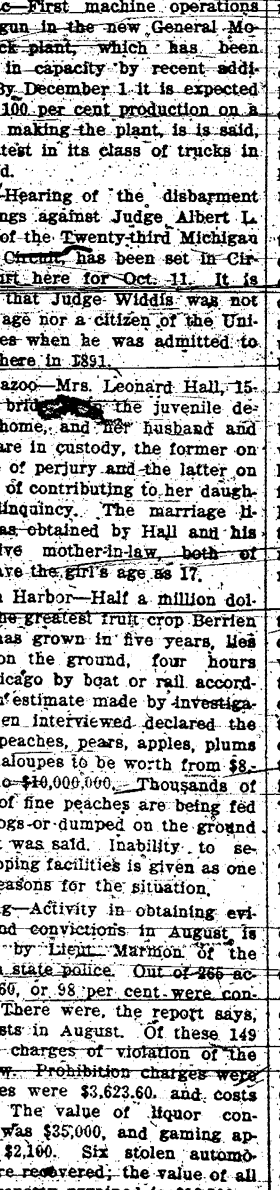 c—First machine operations
gun in the new General Mo-
ck plant, which has been
in capacity by recent addi-
By December 1 it is expected
100 per cent production on a
making the plant, is is said,
test in its class of trucks in
d.
—Hearing of the disbarment
ngs against Judge Albert L.
of the Twenty-third Michigan
Circuit, has been set in Cir-
urt here for Oct. 11. It is
that Judge Widdis was not
age nor a citizen of the Uni-
es when he was admitted to
here in 1891.
azoo—Mrs. Leonard Hall, 15-
brid the juvenile de-
home, and her husband and
are in custody, the former on
of perjury and the latter on
of contributing to her daugh-
linquincy. The marriage li-
as obtained by Hall and his
ive mother-in-law, both of
ave the girl's age as 17.
n Harbor—Half a million dol-
he greatest fruit crop Berrien
has grown in five years, lies
on the ground, four hours
icago by boat or rail accord-
n estimate made by investiga-
en interviewed declared the
peaches, pears, apples, plums
aloupes to be worth from $8,-
o $10,000,000. Thousands of
of fine peaches are being fed
ogs or dumped on the ground
t was said. Inability to se-
pping facilities is given as one
easons for the situation.
g—Activity in obtaining evi-
nd convictions in August is
by Lieut. Marmon of the
n state police. Out of 265 ac-
60, or 98 per cent were con-
There were, the report says,
sts in August. Of these 149
charges of violation of the
w. Prohibition charges were
es were $3,623.60 and costs
The value of liquor con-
was $35,000, and gaming ap-
$2,100. Six stolen automo-
re recovered; the value of all